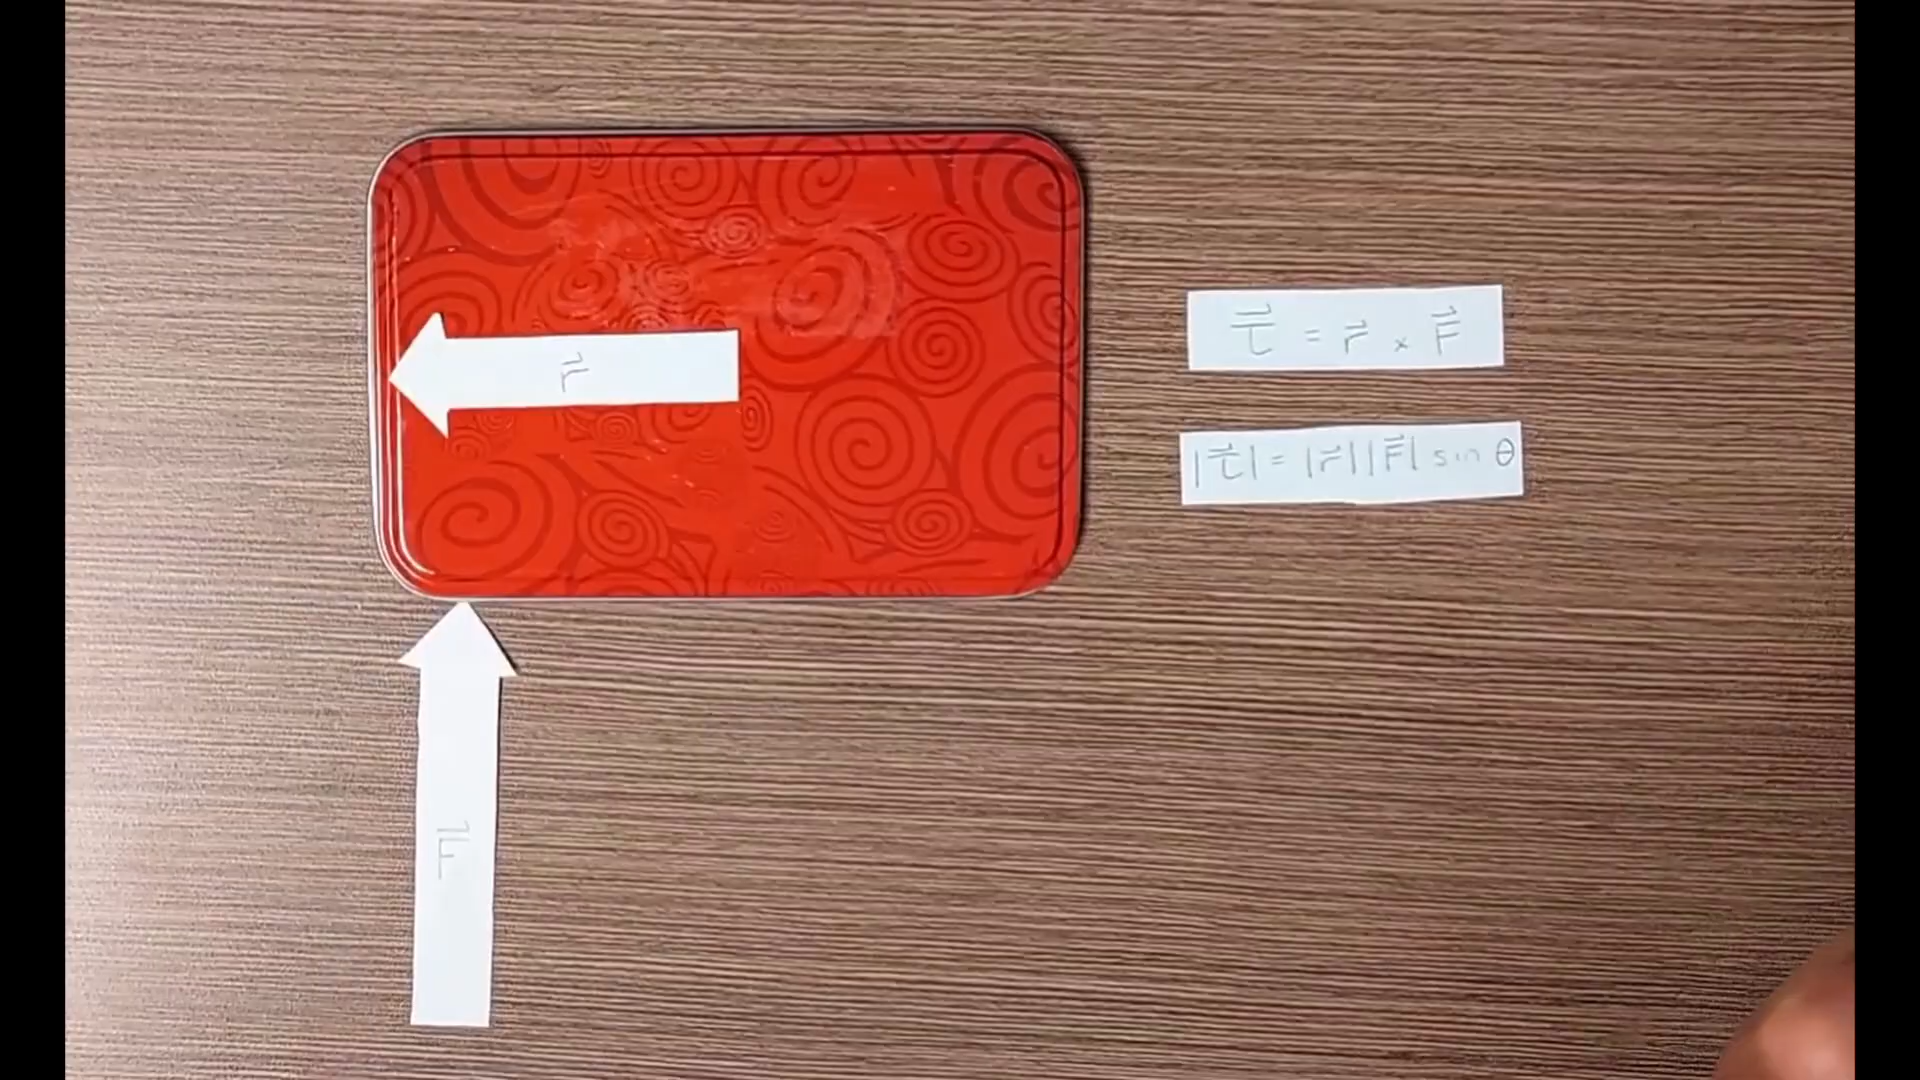 r⃗
τ⃗ = r⃗ × F⃗
|τ⃗| = |r⃗||F⃗| sin θ
F⃗